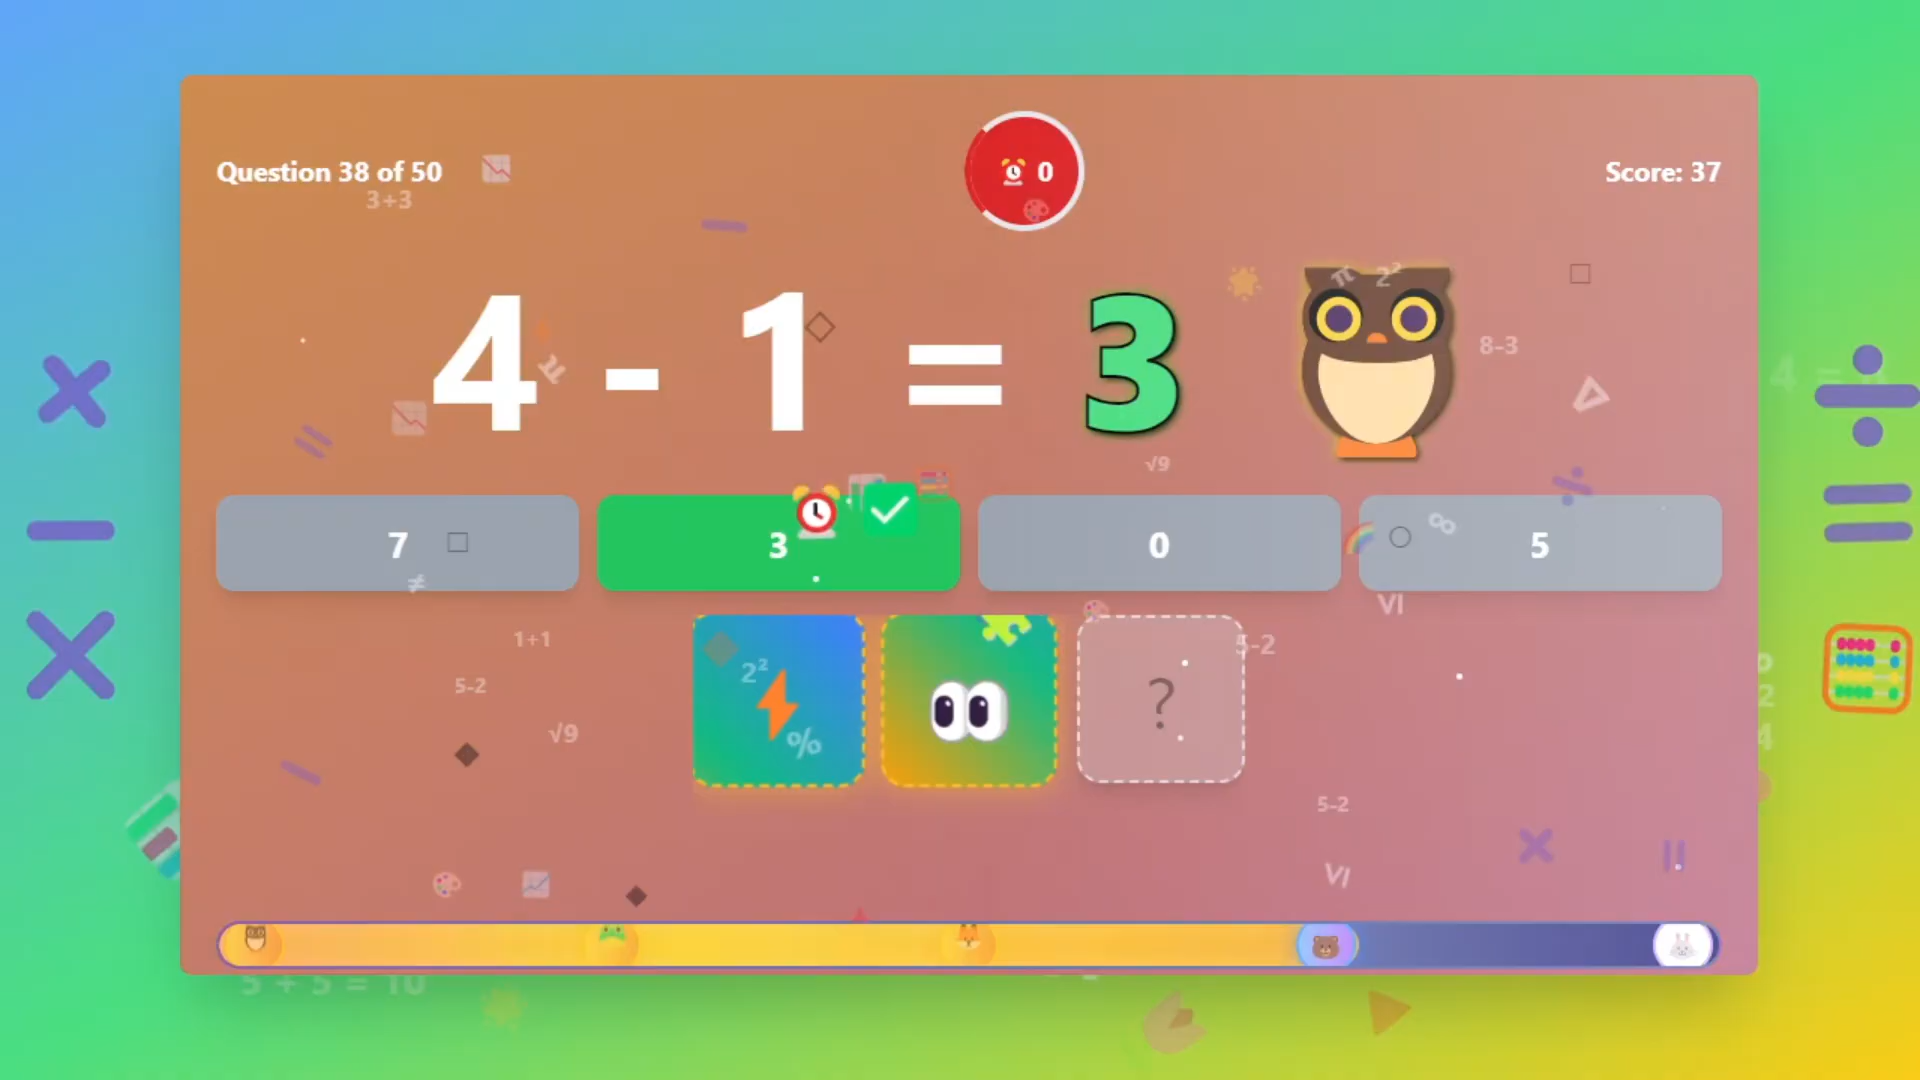 Question 38 of 50
0
Score: 37
3+3
π
2²
4 - 1 = 3
8-3
π
√9
7
3
0
5
∞
≠
VI
1+1
5-2
2²
?
5-2
%
√9
5-2
VI
5 + 5 = 10